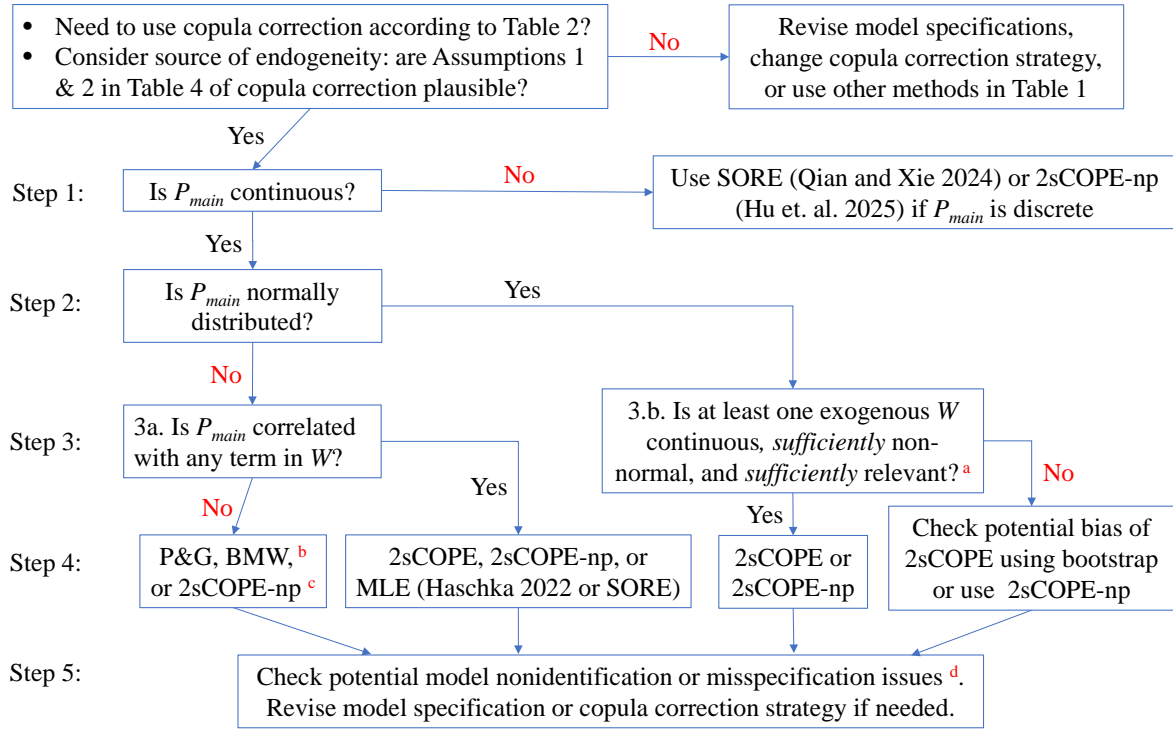 • Need to use copula correction according to Table 2?
• Consider source of endogeneity: are Assumptions 1
& 2 in Table 4 of copula correction plausible?
No
Revise model specifications,
change copula correction strategy,
or use other methods in Table 1
Yes
Step 1:
Is P_main continuous?
No
Use SORE (Qian and Xie 2024) or 2sCOPE-np
(Hu et. al. 2025) if P_main is discrete
Yes
Step 2:
Is P_main normally
distributed?
Yes
No
Step 3:
3a. Is P_main correlated
with any term in W?
3.b. Is at least one exogenous W
continuous, sufficiently non-
normal, and sufficiently relevant? a
No
Yes
Yes
No
Step 4:
P&G, BMW, b
or 2sCOPE-np c
2sCOPE, 2sCOPE-np, or
MLE (Haschka 2022 or SORE)
2sCOPE or
2sCOPE-np
Check potential bias of
2sCOPE using bootstrap
or use 2sCOPE-np
Step 5:
Check potential model nonidentification or misspecification issues d.
Revise model specification or copula correction strategy if needed.